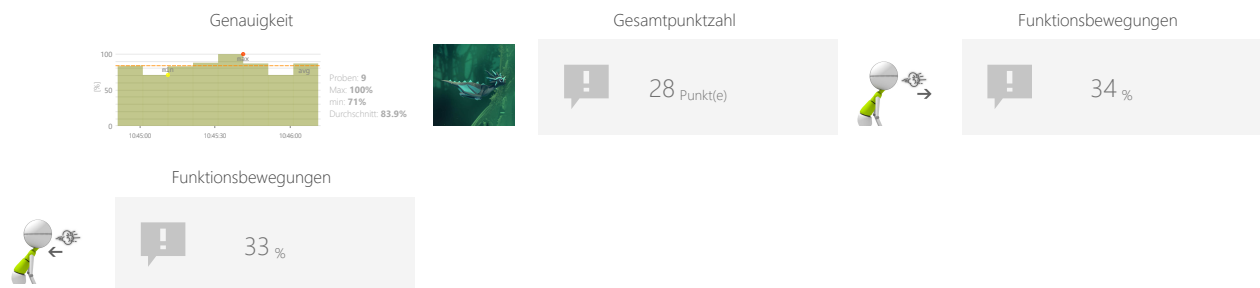 Genauigkeit
100
50
0
(%)
min
max
avg
10:45:00
10:45:30
10:46:00
Proben: 9
Max: 100%
min: 71%
Durchschnitt: 83.9%
Gesamtpunktzahl
28 Punkt(e)
Funktionsbewegungen
34 %
Funktionsbewegungen
33 %